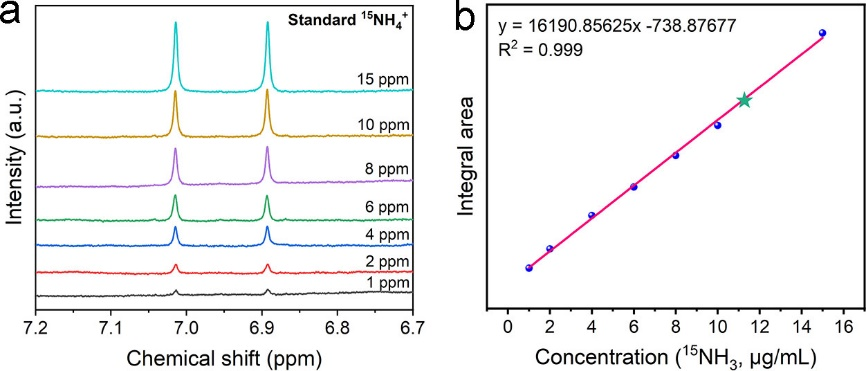 a
Standard ¹⁵NH₄⁺
15 ppm
10 ppm
8 ppm
6 ppm
4 ppm
2 ppm
1 ppm
Intensity (a.u.)
7.2 7.1 7.0 6.9 6.8 6.7
Chemical shift (ppm)
b
y = 16190.85625x -738.87677
R² = 0.999
Integral area
0 2 4 6 8 10 12 14 16
Concentration (¹⁵NH₃, μg/mL)